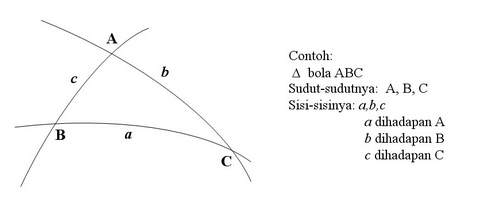 A
c
b
B
a
C
Contoh:
Δ bola ABC
Sudut-sudutnya: A, B, C
Sisi-sisinya: a,b,c
a dihadapan A
b dihadapan B
c dihadapan C